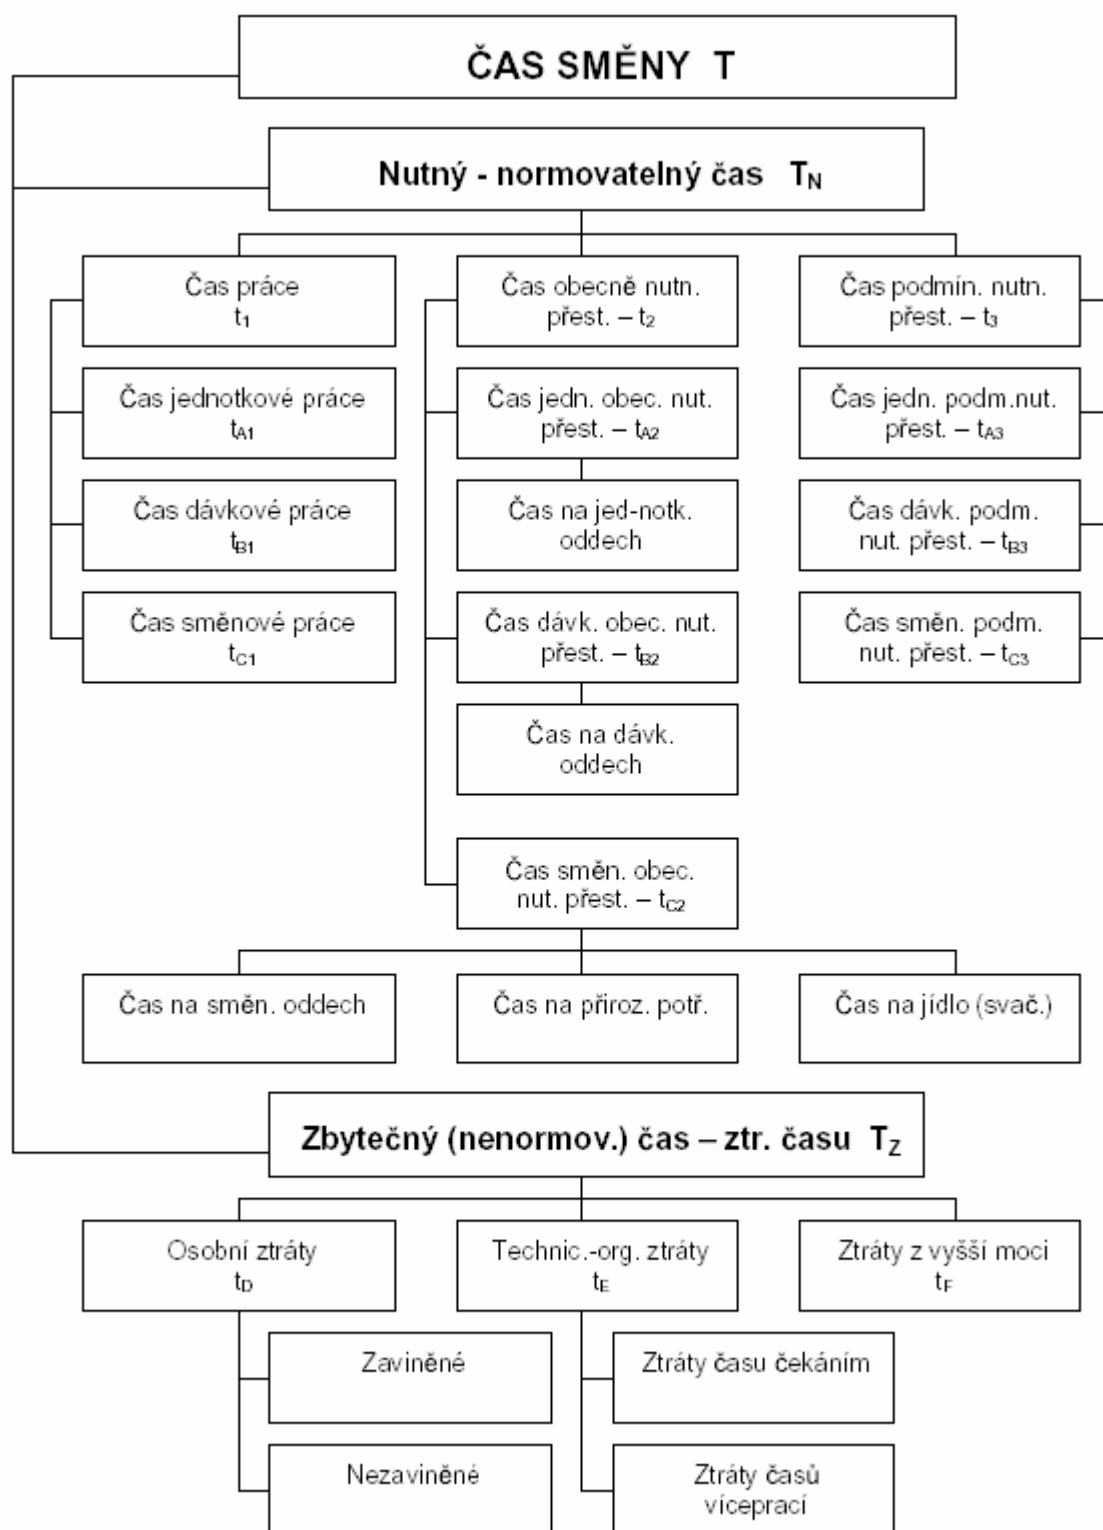 ČAS SMĚNY T
Nutný - normovatelný čas T_N
Čas práce
t_1
Čas obecně nutn.
přest. – t_2
Čas podmín. nutn.
přest. – t_3
Čas jednotkové práce
t_A1
Čas jedn. obec. nut.
přest. – t_A2
Čas jedn. podm.nut.
přest. – t_A3
Čas dávkové práce
t_B1
Čas na jed-notk.
oddech
Čas dávk. podm.
nut. přest. – t_B3
Čas směnové práce
t_C1
Čas dávk. obec. nut.
přest. – t_B2
Čas směn. podm.
nut. přest. – t_C3
Čas na dávk.
oddech
Čas směn. obec.
nut. přest. – t_C2
Čas na směn. oddech
Čas na přiroz. potř.
Čas na jídlo (svač.)
Zbytečný (nenormov.) čas – ztr. času T_Z
Osobní ztráty
t_D
Technic.-org. ztráty
t_E
Ztráty z vyšší moci
t_F
Zaviněné
Ztráty času čekáním
Nezaviněné
Ztráty časů
víceprací